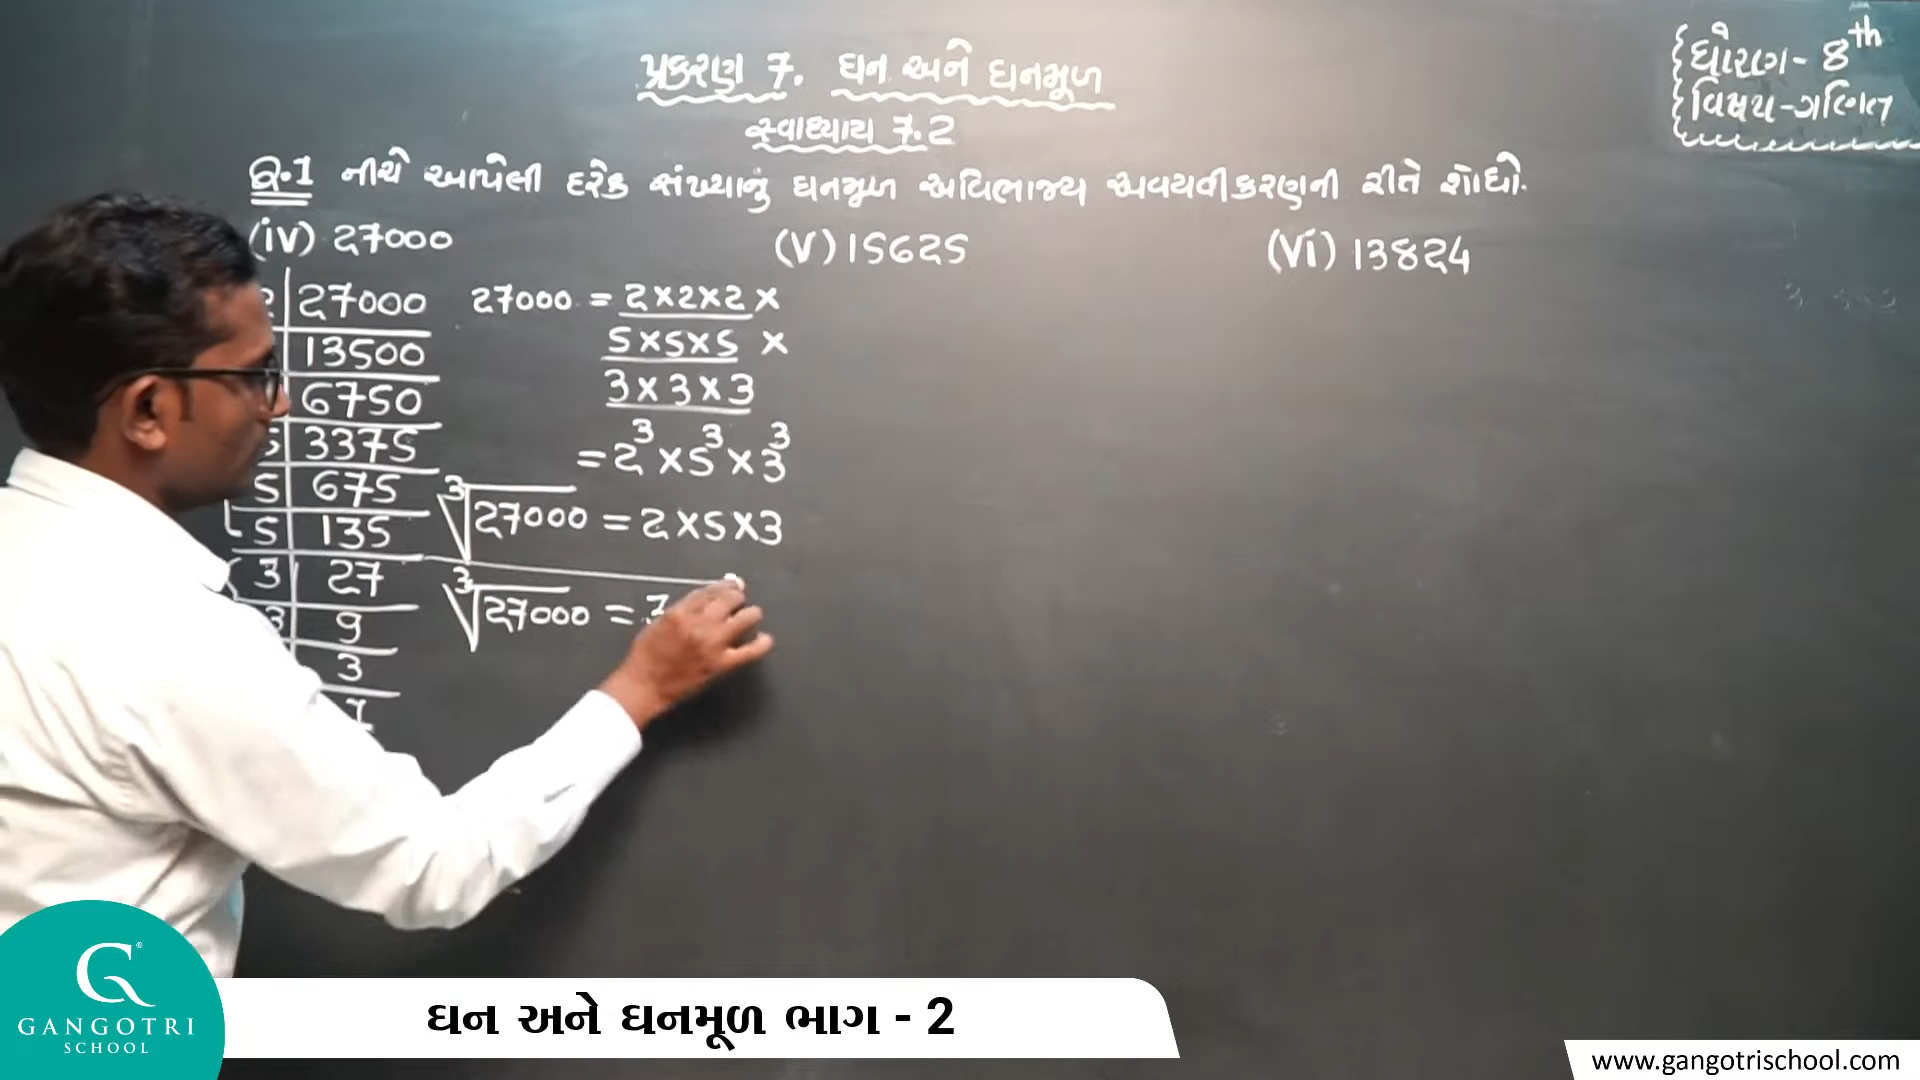 ધોરણ - 8th
વિષય - ગણિત
પ્રકરણ 7. ઘન અને ઘનમૂળ
સ્વાધ્યાય 7.2
Q.1 નીચે આપેલી દરેક સંખ્યાનું ઘનમૂળ અવિભાજ્ય અવયવીકરણની રીતે શોધો.
(iv) 27000 (V) 15625 (Vi) 13824
27000
13500
6750
3375
5 675
5 135
3 27
3 9
3
1
27000 = 2×2×2 ×
5×5×5 ×
3×3×3
= 2³ × 5³ × 3³
∛27000 = 2×5×3
∛27000 = 3
G®
GANGOTRI
SCHOOL
ઘન અને ઘનમૂળ ભાગ - 2
www.gangotrischool.com